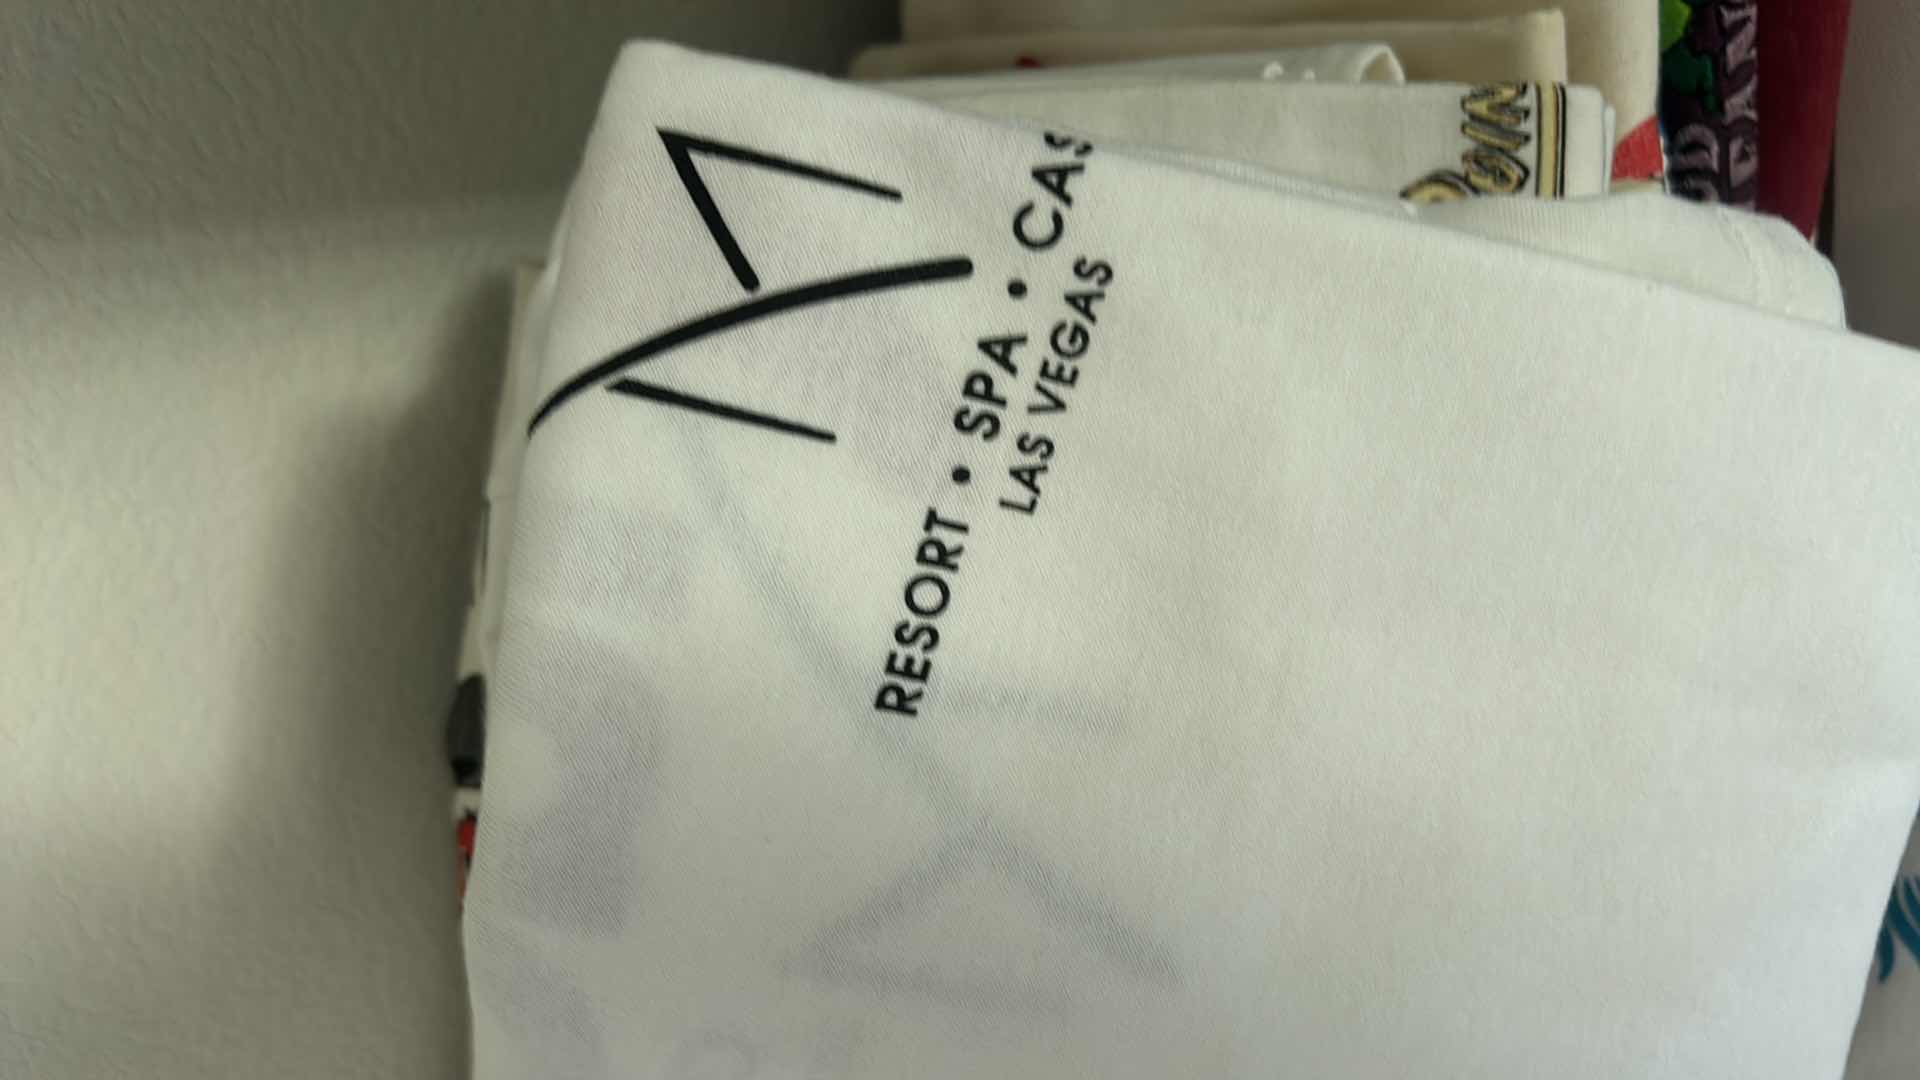 RESORT • SPA • CAS
LAS VEGAS